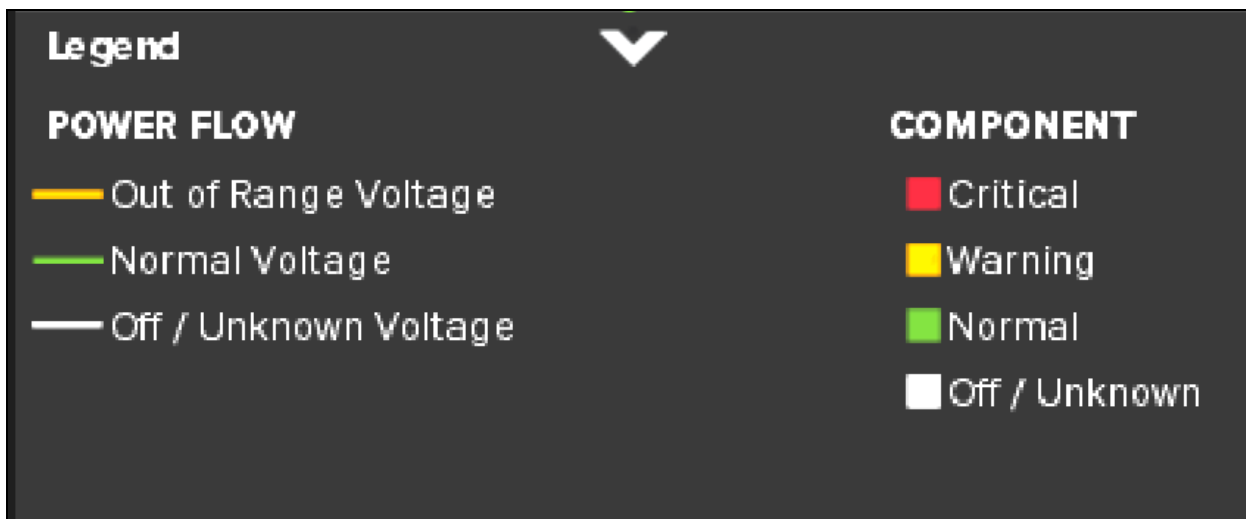 Legend
POWER FLOW
Out of Range Voltage
Normal Voltage
Off / Unknown Voltage
COMPONENT
Critical
Warning
Normal
Off / Unknown